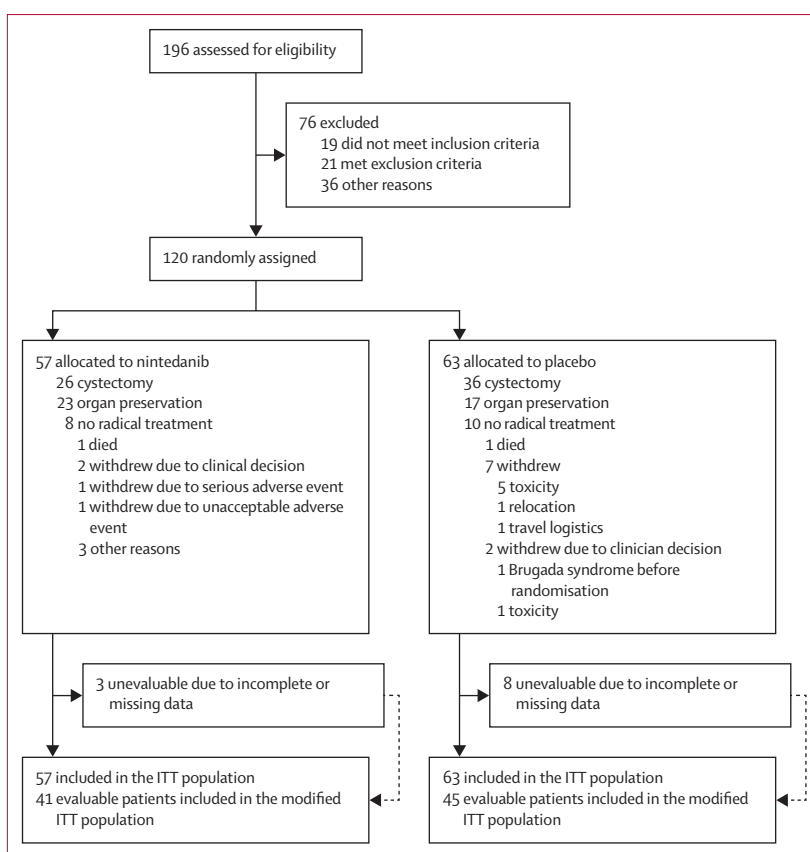 196 assessed for eligibility
76 excluded
19 did not meet inclusion criteria
21 met exclusion criteria
36 other reasons
120 randomly assigned
57 allocated to nintedanib
26 cystectomy
23 organ preservation
8 no radical treatment
1 died
2 withdrew due to clinical decision
1 withdrew due to serious adverse event
1 withdrew due to unacceptable adverse
event
3 other reasons
63 allocated to placebo
36 cystectomy
17 organ preservation
10 no radical treatment
1 died
7 withdrew
5 toxicity
1 relocation
1 travel logistics
2 withdrew due to clinician decision
1 Brugada syndrome before
randomisation
1 toxicity
3 unevaluable due to incomplete or
missing data
8 unevaluable due to incomplete or
missing data
57 included in the ITT population
41 evaluable patients included in the modified
ITT population
63 included in the ITT population
45 evaluable patients included in the modified
ITT population